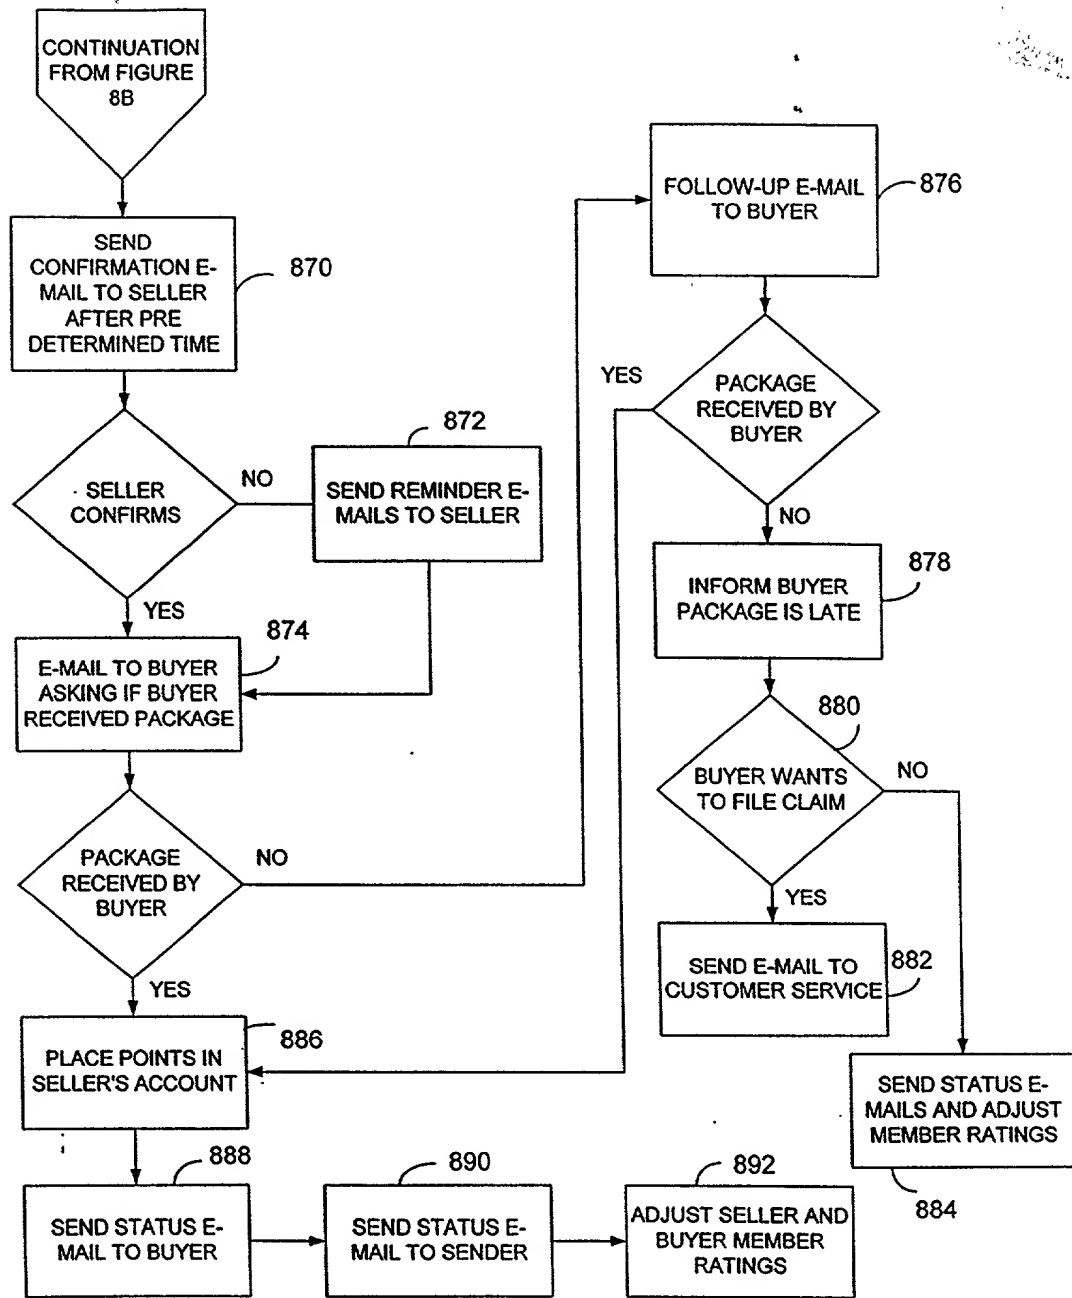 CONTINUATION
FROM FIGURE
8B
SEND
CONFIRMATION E-
MAIL TO SELLER
AFTER PRE
DETERMINED TIME
870
SELLER
CONFIRMS
NO
872
SEND REMINDER E-
MAILS TO SELLER
YES
874
E-MAIL TO BUYER
ASKING IF BUYER
RECEIVED PACKAGE
PACKAGE
RECEIVED BY
BUYER
NO
YES
FOLLOW-UP E-MAIL
TO BUYER
876
YES
PACKAGE
RECEIVED BY
BUYER
NO
878
INFORM BUYER
PACKAGE IS LATE
880
BUYER WANTS
TO FILE CLAIM
NO
YES
SEND E-MAIL TO
CUSTOMER SERVICE
882
SEND STATUS E-
MAILS AND ADJUST
MEMBER RATINGS
884
886
PLACE POINTS IN
SELLER'S ACCOUNT
888
SEND STATUS E-
MAIL TO BUYER
890
SEND STATUS E-
MAIL TO SENDER
892
ADJUST SELLER AND
BUYER MEMBER
RATINGS